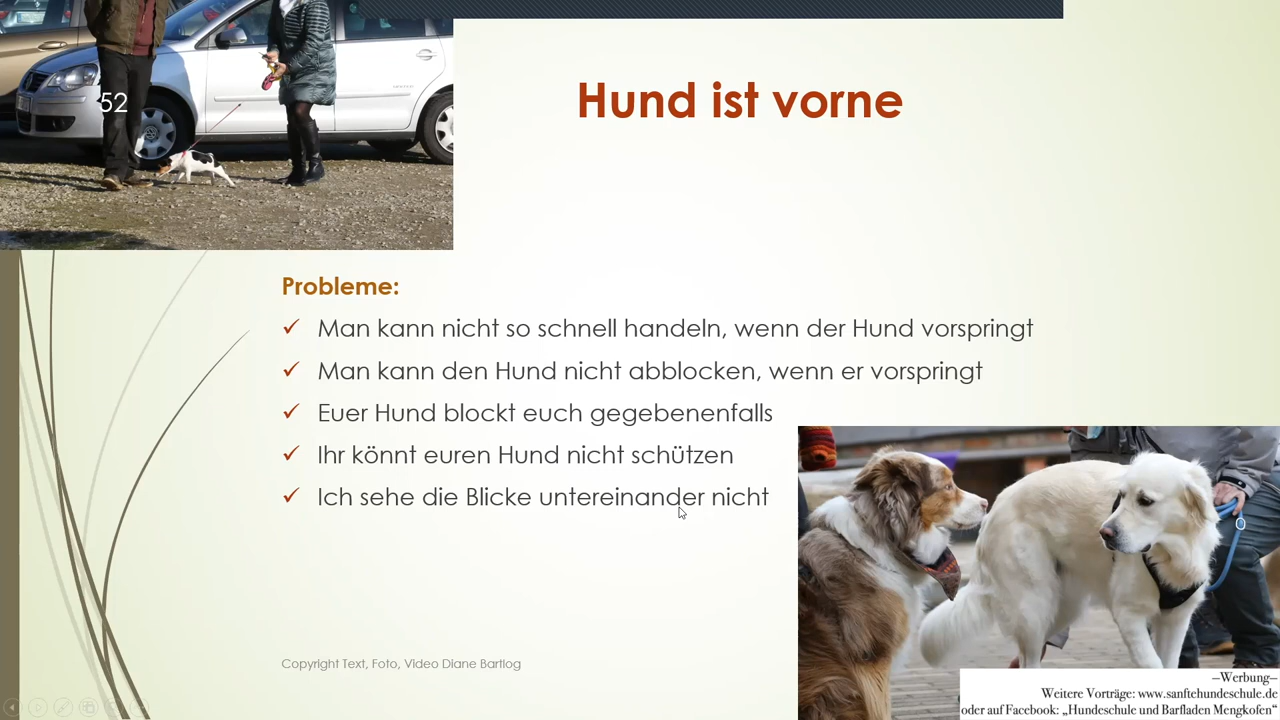 52
Hund ist vorne
Probleme:
✓ Man kann nicht so schnell handeln, wenn der Hund vorspringt
✓ Man kann den Hund nicht abblocken, wenn er vorspringt
✓ Euer Hund blockt euch gegebenenfalls
✓ Ihr könnt euren Hund nicht schützen
✓ Ich sehe die Blicke untereinander nicht
Copyright Text, Foto, Video Diane Bartlog
—Werbung—
Weitere Vorträge: www.sanftehundeschule.de
oder auf Facebook: „Hundeschule und Barfladen Mengkofen“